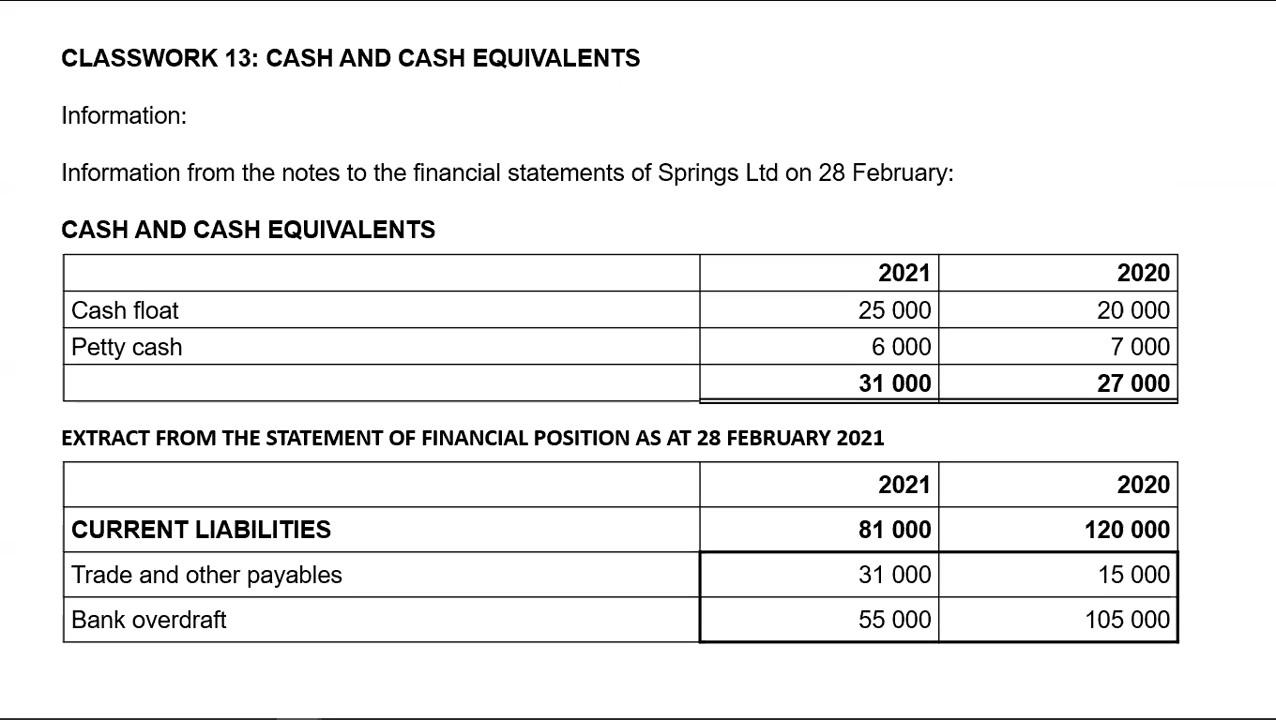 CLASSWORK 13: CASH AND CASH EQUIVALENTS
Information:
Information from the notes to the financial statements of Springs Ltd on 28 February:
CASH AND CASH EQUIVALENTS
2021 2020
Cash float 25 000 20 000
Petty cash 6 000 7 000
31 000 27 000
EXTRACT FROM THE STATEMENT OF FINANCIAL POSITION AS AT 28 FEBRUARY 2021
2021 2020
CURRENT LIABILITIES 81 000 120 000
Trade and other payables 31 000 15 000
Bank overdraft 55 000 105 000